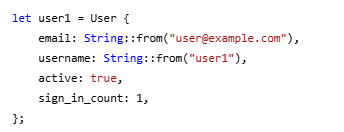 let user1 = User {
    email: String::from("user@example.com"),
    username: String::from("user1"),
    active: true,
    sign_in_count: 1,
};